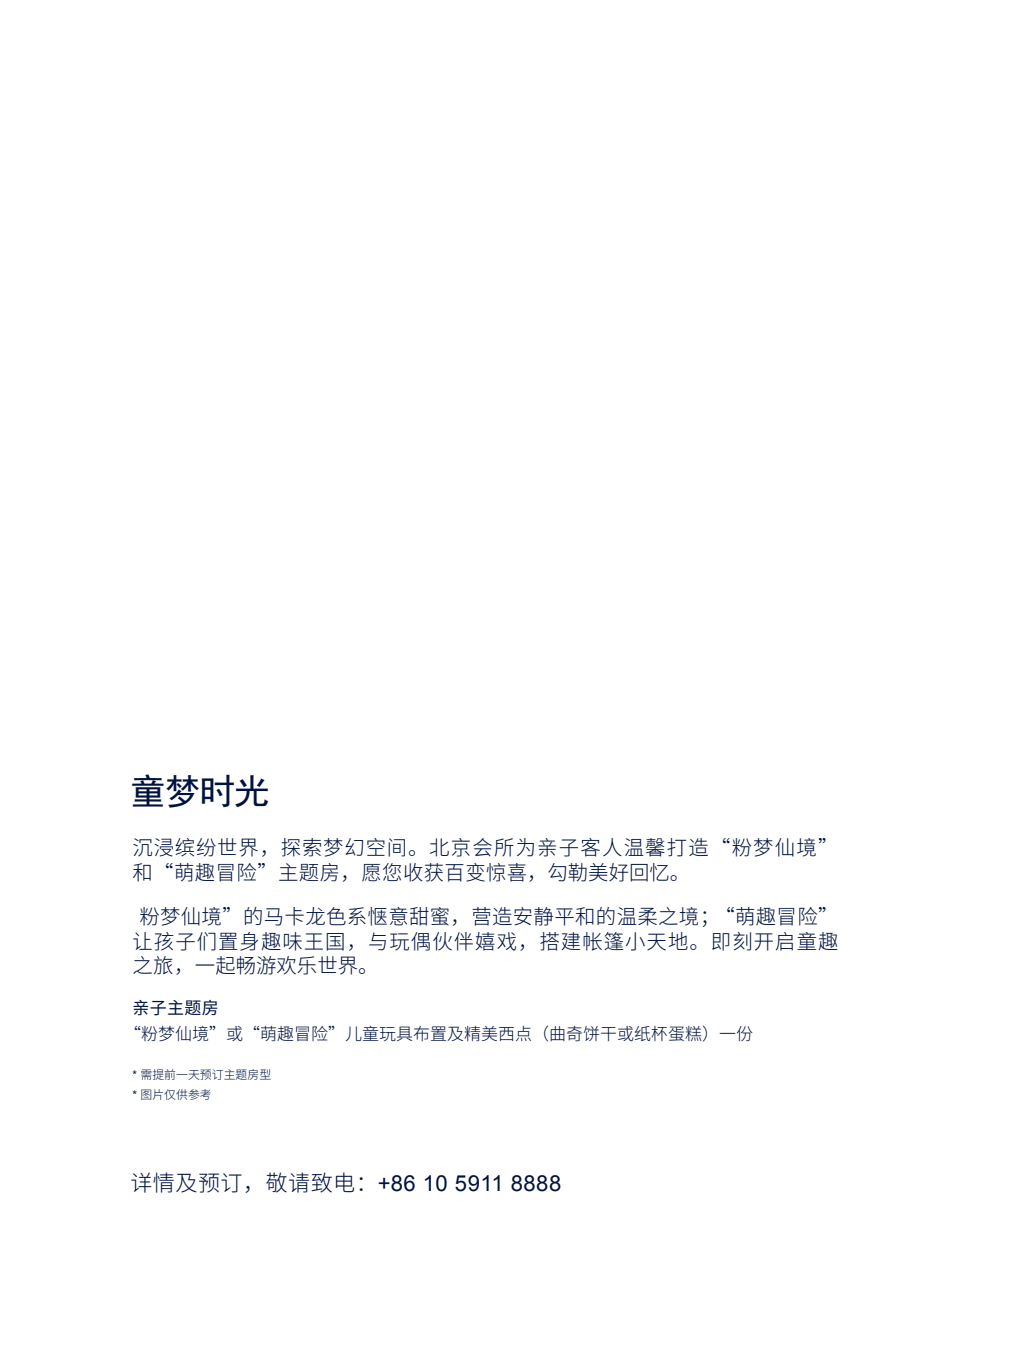 童梦时光
沉浸缤纷世界，探索梦幻空间。北京会所为亲子客人温馨打造“粉梦仙境”
和“萌趣冒险”主题房，愿您收获百变惊喜，勾勒美好回忆。
粉梦仙境”的马卡龙色系惬意甜蜜，营造安静平和的温柔之境；“萌趣冒险”
让孩子们置身趣味王国，与玩偶伙伴嬉戏，搭建帐篷小天地。即刻开启童趣
之旅，一起畅游欢乐世界。
亲子主题房
“粉梦仙境”或“萌趣冒险”儿童玩具布置及精美西点（曲奇饼干或纸杯蛋糕）一份
* 需提前一天预订主题房型
* 图片仅供参考
详情及预订，敬请致电：+86 10 5911 8888